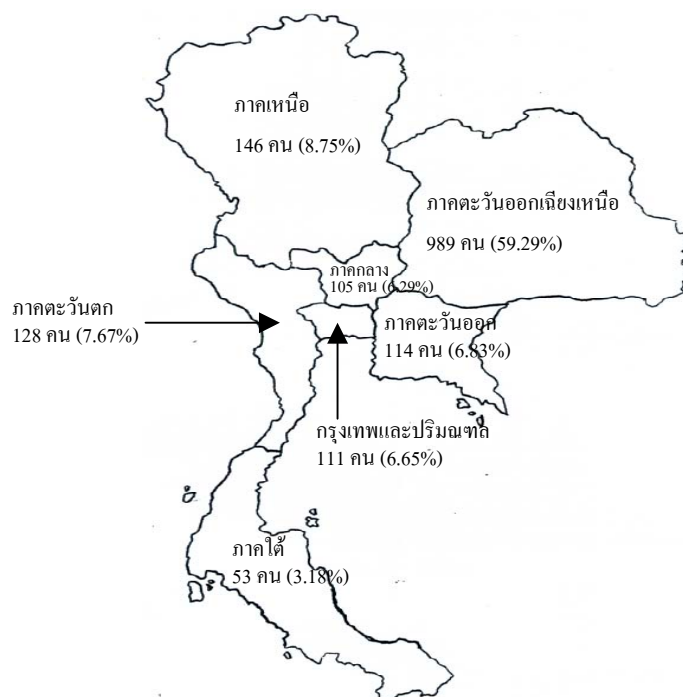 ภาคเหนือ
146 คน (8.75%)
ภาคตะวันออกเฉียงเหนือ
989 คน (59.29%)
ภาคกลาง
105 คน (6.29%)
ภาคตะวันตก
128 คน (7.67%)
ภาคตะวันออก
114 คน (6.83%)
กรุงเทพและปริมณฑล
111 คน (6.65%)
ภาคใต้
53 คน (3.18%)